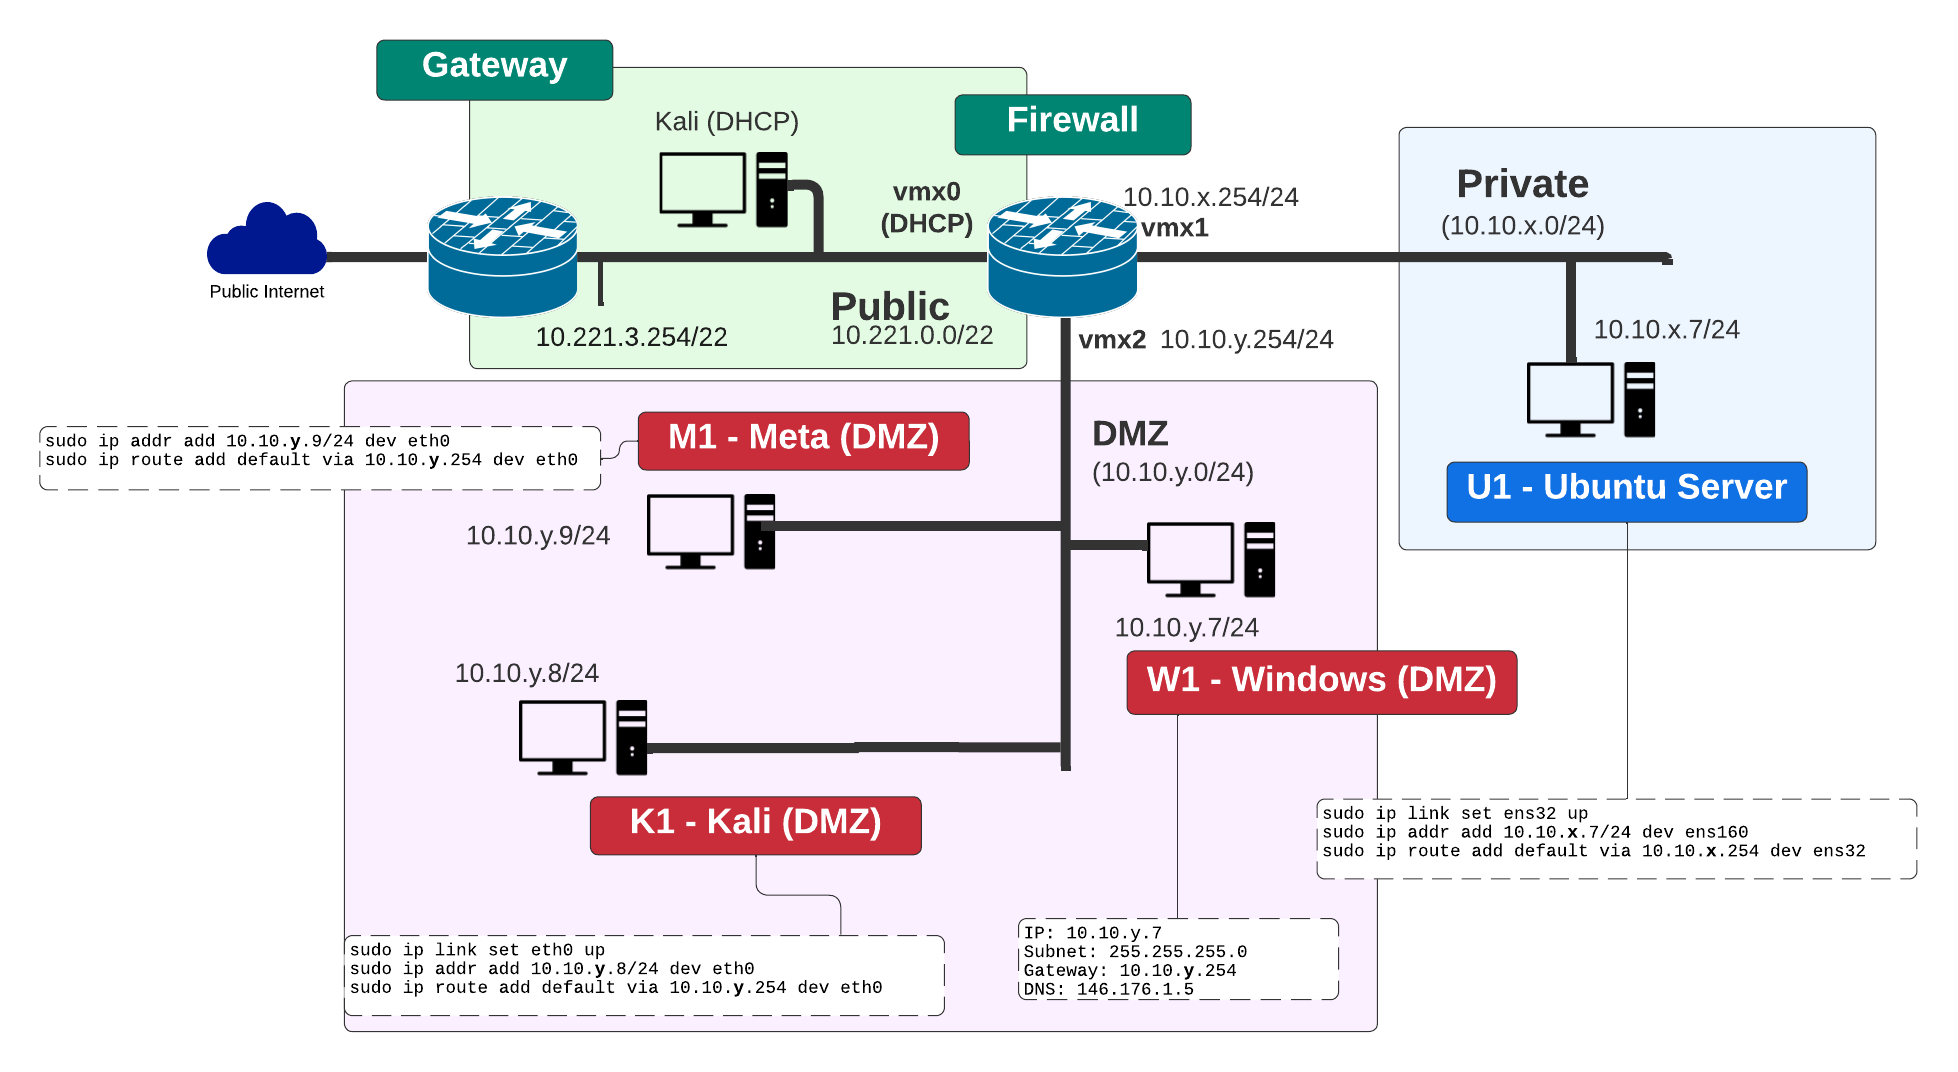 Gateway
Kali (DHCP)
Firewall
vmx0
(DHCP)
10.10.x.254/24
vmx1
Private
(10.10.x.0/24)
Public Internet
10.221.3.254/22
Public
10.221.0.0/22
vmx2 10.10.y.254/24
10.10.x.7/24
sudo ip addr add 10.10.y.9/24 dev eth0
sudo ip route add default via 10.10.y.254 dev eth0
M1 - Meta (DMZ)
DMZ
(10.10.y.0/24)
U1 - Ubuntu Server
10.10.y.9/24
10.10.y.7/24
W1 - Windows (DMZ)
10.10.y.8/24
K1 - Kali (DMZ)
sudo ip link set ens32 up
sudo ip addr add 10.10.x.7/24 dev ens160
sudo ip route add default via 10.10.x.254 dev ens32
sudo ip link set eth0 up
sudo ip addr add 10.10.y.8/24 dev eth0
sudo ip route add default via 10.10.y.254 dev eth0
IP: 10.10.y.7
Subnet: 255.255.255.0
Gateway: 10.10.y.254
DNS: 146.176.1.5